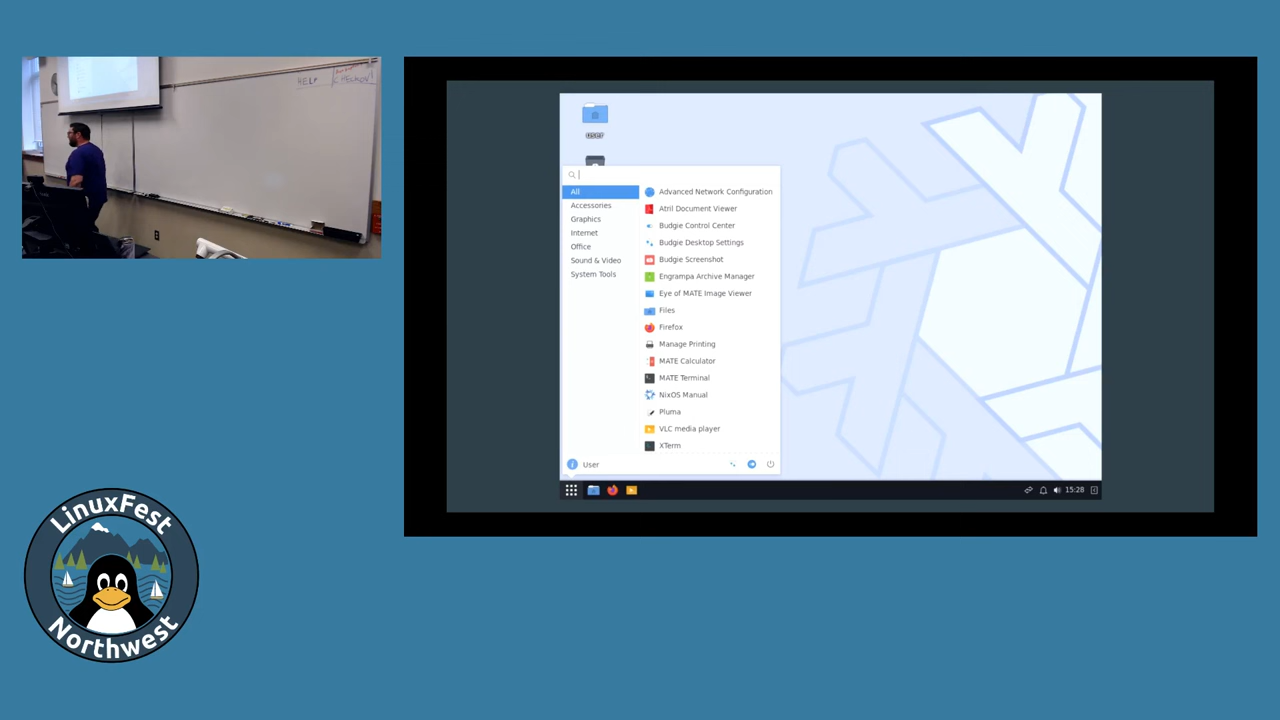 HELP
user
All
Accessories
Graphics
Internet
Office
Sound & Video
System Tools
Advanced Network Configuration
Atril Document Viewer
Budgie Control Center
Budgie Desktop Settings
Budgie Screenshot
Engrampa Archive Manager
Eye of MATE Image Viewer
Files
Firefox
Manage Printing
MATE Calculator
MATE Terminal
NixOS Manual
Pluma
VLC media player
XTerm
User
15:28
LinuxFest
Northwest